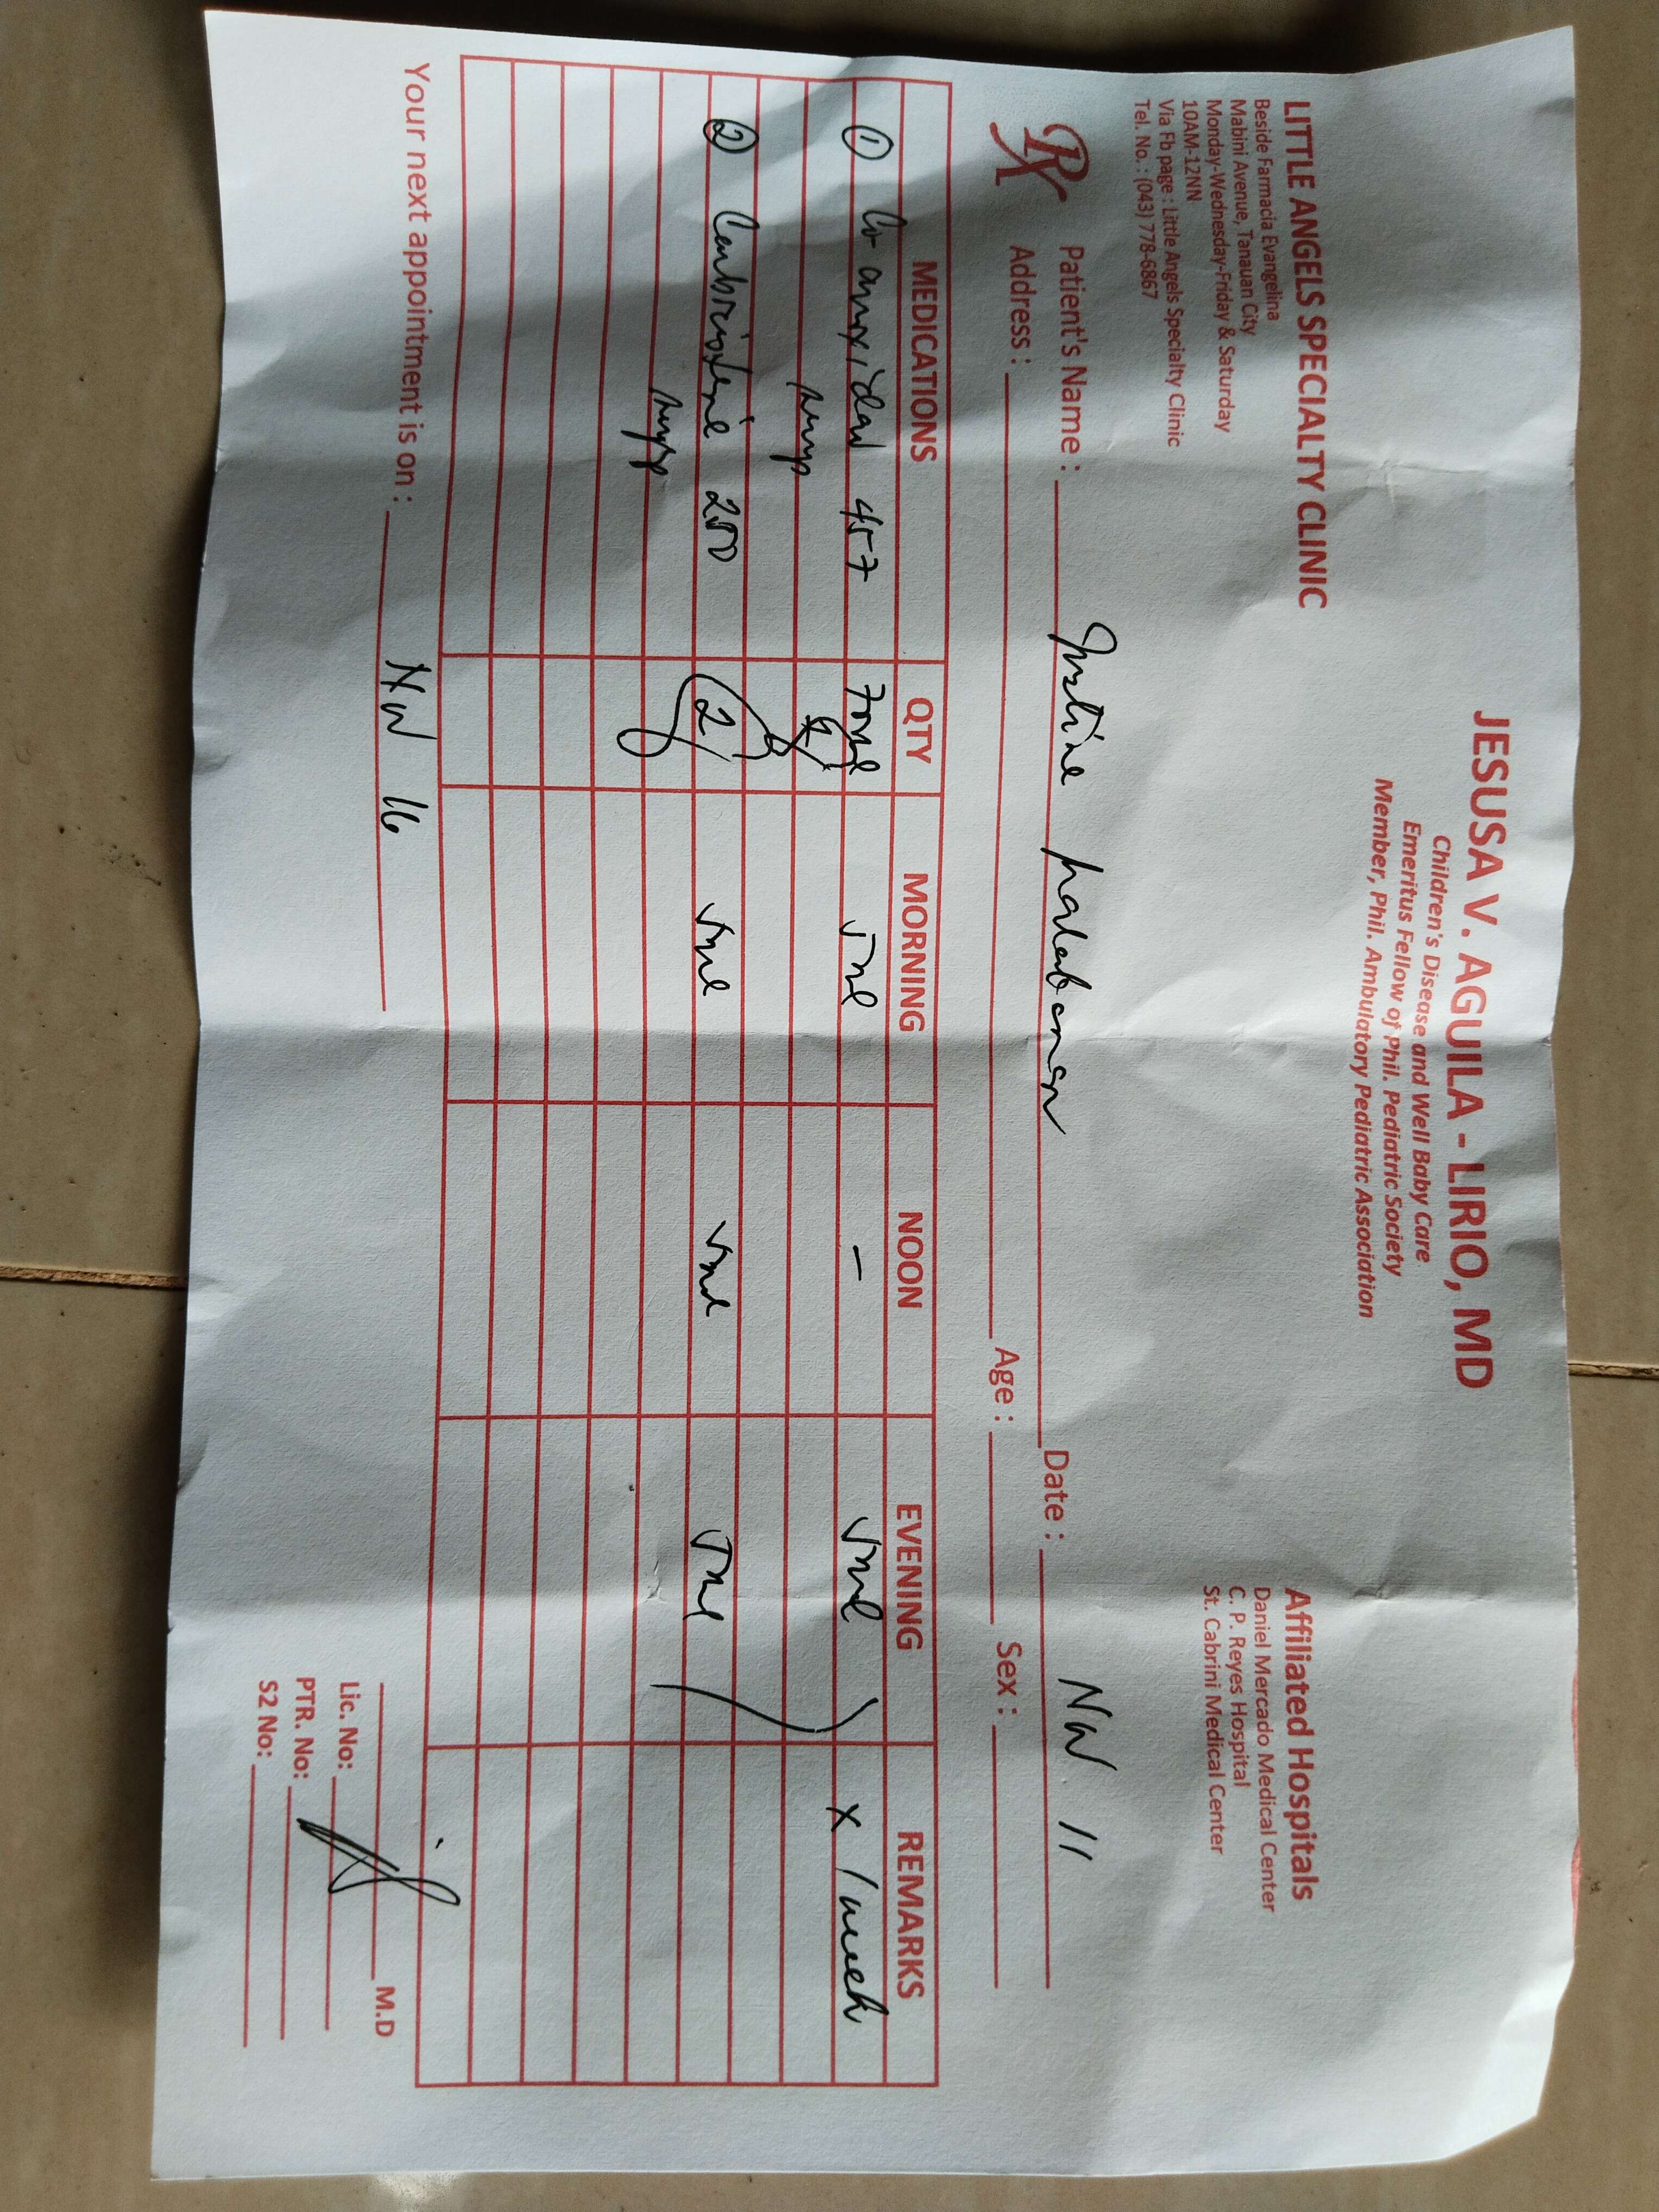 JESUSA V. AGUILA - LIRIO, MD
Children's Disease and Well Baby Care
Emeritus Fellow of Phil. Pediatric Society
Member, Phil. Ambulatory Pediatric Association
LITTLE ANGELS SPECIALTY CLINIC
Beside Farmacia Evangelina
Mabini Avenue, Tanauan City
Monday-Wednesday-Friday & Saturday
10AM-12NN
Via Fb page : Little Angels Specialty Clinic
Tel. No. : (043) 778-6867
Affiliated Hospitals
Daniel Mercado Medical Center
C. P. Reyes Hospital
St. Cabrini Medical Center
Rx
Patient's Name : Justine Malabanan Date : Nov 11
Address : Age : Sex :
MEDICATIONS QTY MORNING NOON EVENING REMARKS
① Co amoxiclav 457 70ml 5ml - 5ml x 1 week
susp
② 250 2 5ml 5ml 5ml
susp
Your next appointment is on : Nov 16
M.D
Lic. No:
PTR. No:
S2 No: